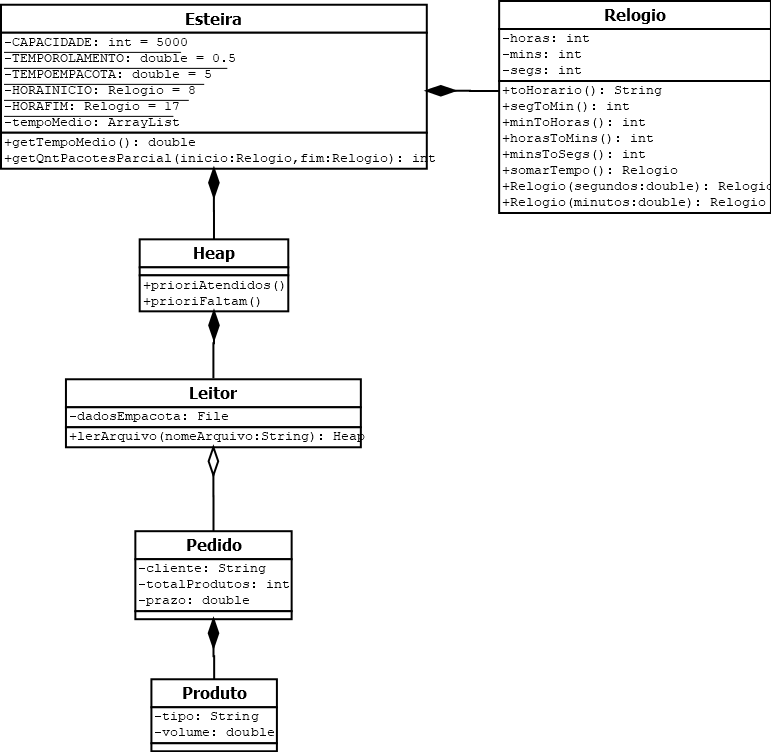 Esteira
-CAPACIDADE: int = 5000
-TEMPOROLAMENTO: double = 0.5
-TEMPOEMPACOTA: double = 5
-HORAINICIO: Relogio = 8
-HORAFIM: Relogio = 17
-tempoMedio: ArrayList
+getTempoMedio(): double
+getQntPacotesParcial(inicio:Relogio,fim:Relogio): int
Relogio
-horas: int
-mins: int
-segs: int
+toHorario(): String
+segToMin(): int
+minToHoras(): int
+horasToMins(): int
+minsToSegs(): int
+somarTempo(): Relogio
+Relogio(segundos:double): Relogio
+Relogio(minutos:double): Relogio
Heap
+prioriAtendidos()
+prioriFaltam()
Leitor
-dadosEmpacota: File
+lerArquivo(nomeArquivo:String): Heap
Pedido
-cliente: String
-totalProdutos: int
-prazo: double
Produto
-tipo: String
-volume: double